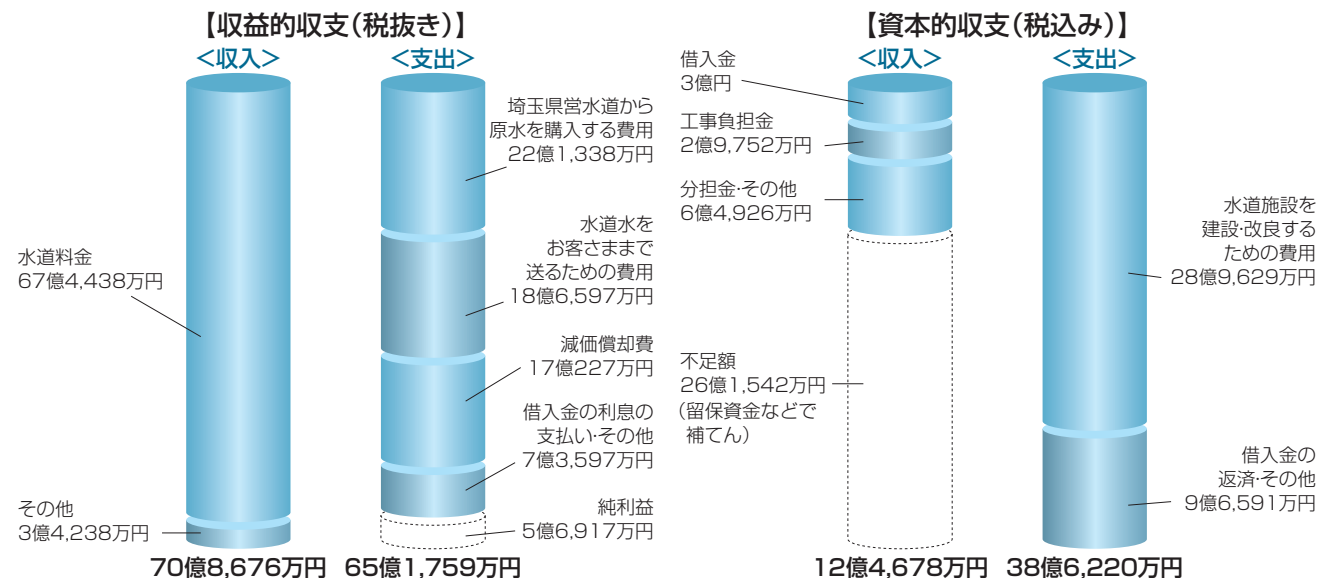 【収益的収支（税抜き）】
＜収入＞
＜支出＞
水道料金
67億4,438万円
その他
3億4,238万円
70億8,676万円
埼玉県営水道から
原水を購入する費用
22億1,338万円
水道水を
お客さままで
送るための費用
18億6,597万円
減価償却費
17億227万円
借入金の利息の
支払い・その他
7億3,597万円
純利益
5億6,917万円
65億1,759万円
【資本的収支（税込み）】
＜収入＞
＜支出＞
借入金
3億円
工事負担金
2億9,752万円
分担金・その他
6億4,926万円
不足額
26億1,542万円
（留保資金などで
補てん）
12億4,678万円
水道施設を
建設・改良する
ための費用
28億9,629万円
借入金の
返済・その他
9億6,591万円
38億6,220万円